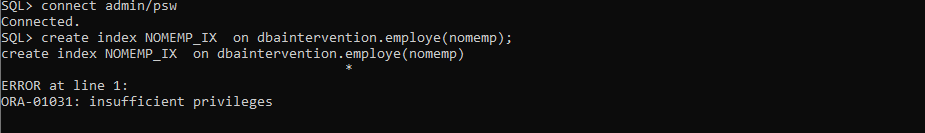 SQL> connect admin/psw
Connected.
SQL> create index NOMEMP_IX  on dbaintervention.employe(nomemp);
create index NOMEMP_IX  on dbaintervention.employe(nomemp)
                                           *
ERROR at line 1:
ORA-01031: insufficient privileges